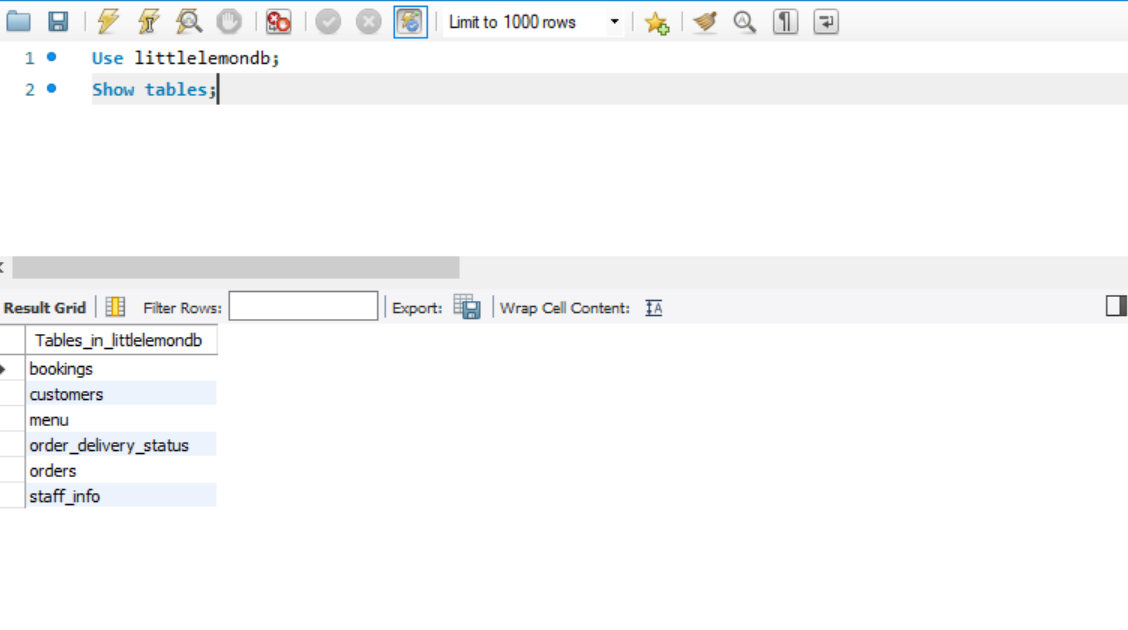 Limit to 1000 rows
1 Use littlelemondb;
2 Show tables;
Result Grid Filter Rows: Export: Wrap Cell Content: IA
Tables_in_littlelemondb
bookings
customers
menu
order_delivery_status
orders
staff_info